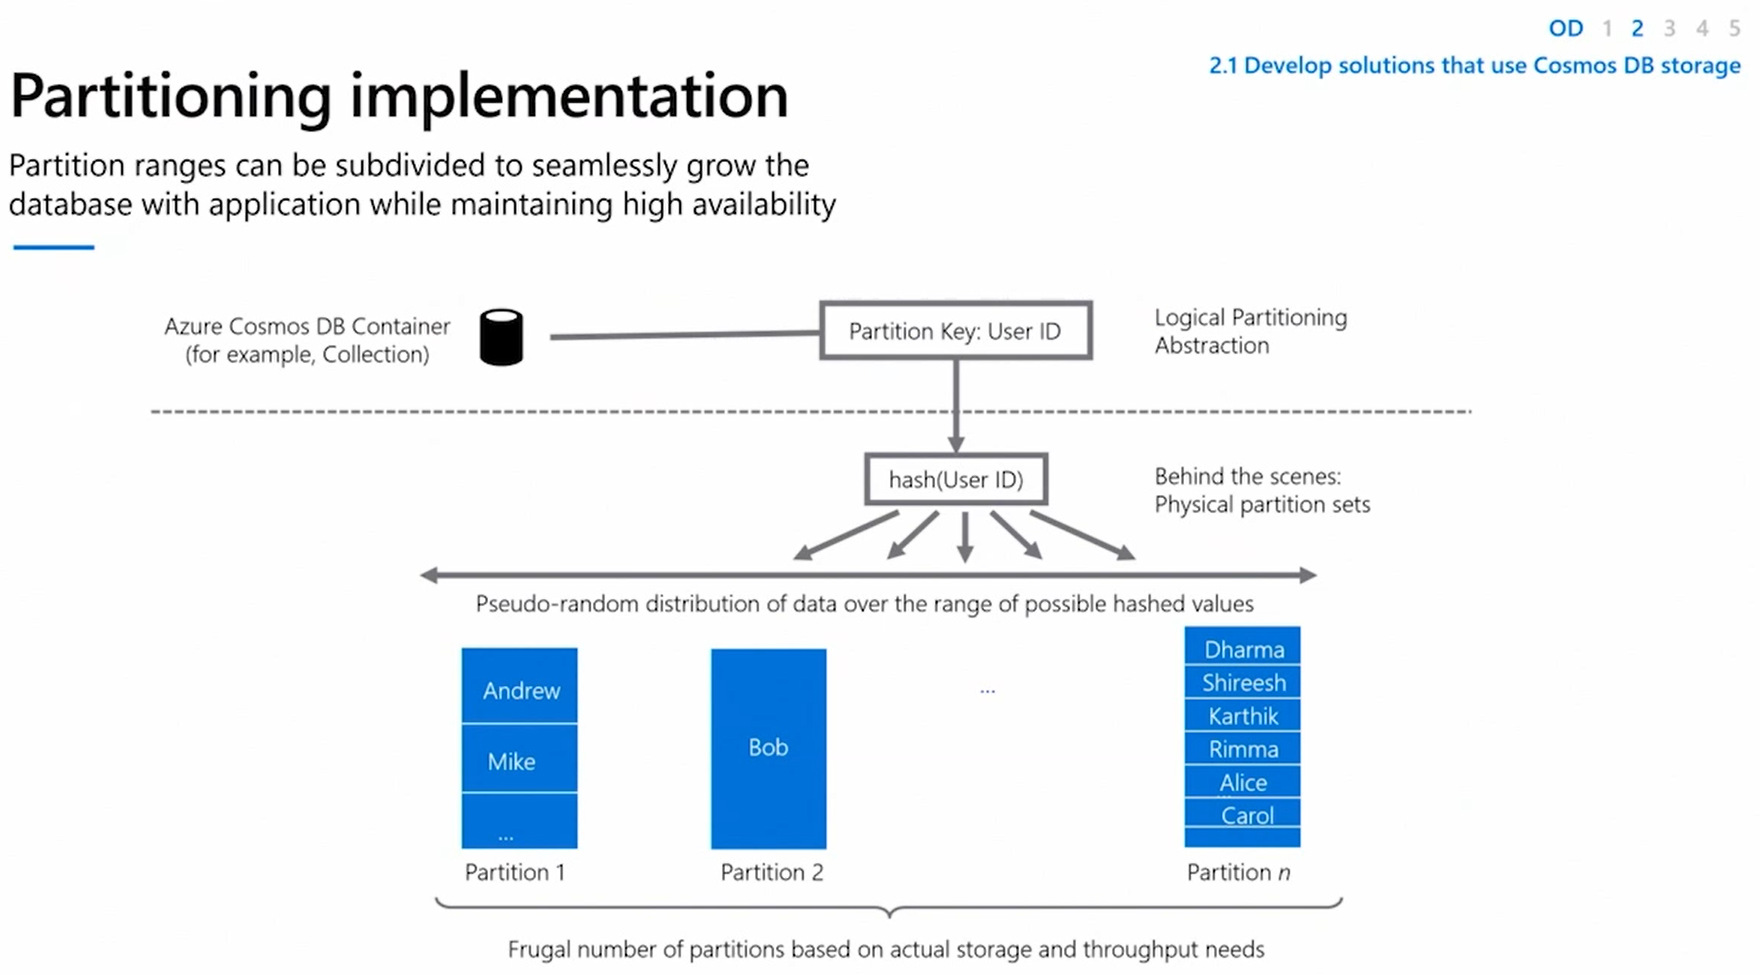 OD 1 2 3 4 5
2.1 Develop solutions that use Cosmos DB storage
Partitioning implementation
Partition ranges can be subdivided to seamlessly grow the
database with application while maintaining high availability
Azure Cosmos DB Container
(for example, Collection)
Partition Key: User ID
Logical Partitioning
Abstraction
hash(User ID)
Behind the scenes:
Physical partition sets
Pseudo-random distribution of data over the range of possible hashed values
Andrew
Mike
...
Partition 1
Bob
Partition 2
...
Dharma
Shireesh
Karthik
Rimma
Alice
...
Carol
Partition n
Frugal number of partitions based on actual storage and throughput needs